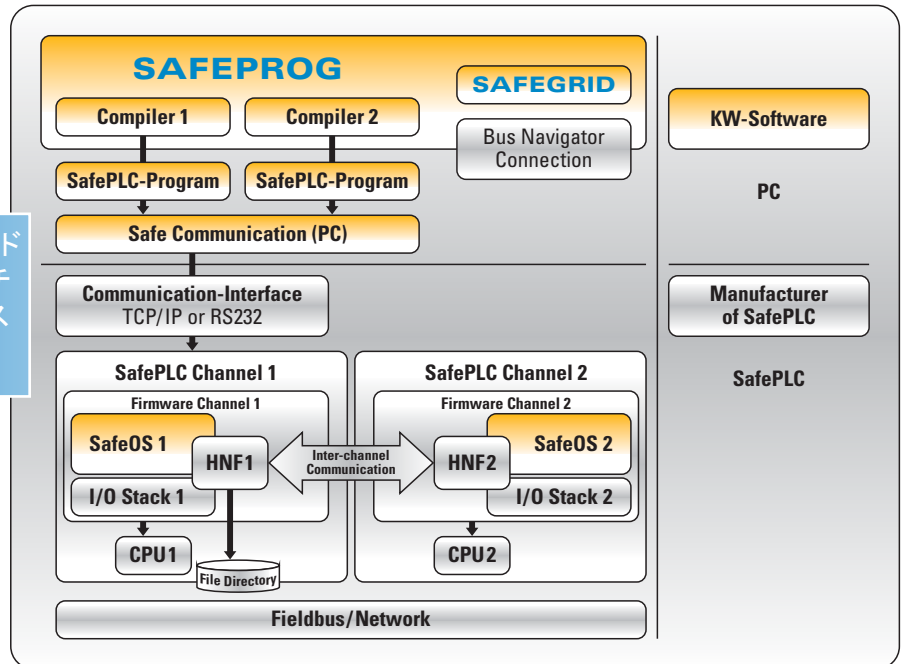 SAFEPROG
SAFEGRID
Compiler 1
Compiler 2
Bus Navigator
Connection
SafePLC-Program
SafePLC-Program
Safe Communication (PC)
KW-Software
PC
ド
Communication-Interface
TCP/IP or RS232
Manufacturer
of SafePLC
SafePLC
SafePLC Channel 1
SafePLC Channel 2
Firmware Channel 1
Firmware Channel 2
SafeOS 1
HNF1
Inter-channel
Communication
HNF2
SafeOS 2
I/O Stack 1
I/O Stack 2
CPU1
File Directory
CPU2
Fieldbus/Network